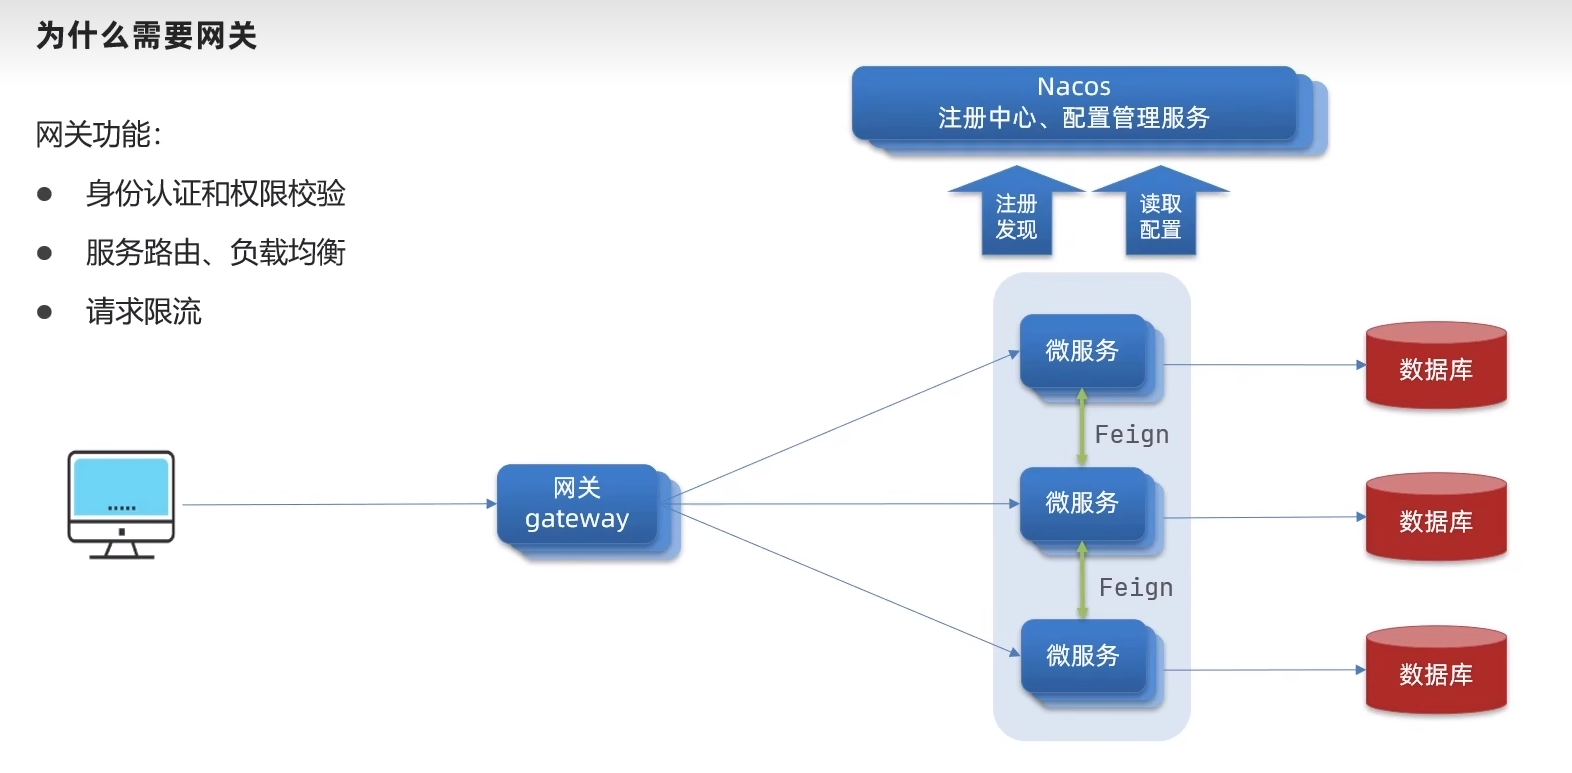 为什么需要网关
网关功能：
身份认证和权限校验
服务路由、负载均衡
请求限流
Nacos
注册中心、配置管理服务
注册
发现
读取
配置
微服务
数据库
Feign
网关
gateway
微服务
数据库
Feign
微服务
数据库